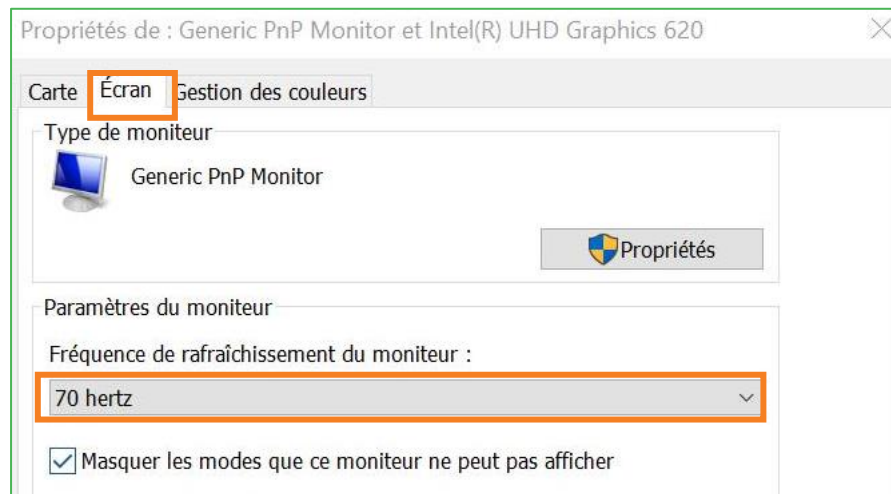 Propriétés de : Generic PnP Monitor et Intel(R) UHD Graphics 620
Carte Écran Gestion des couleurs
Type de moniteur
Generic PnP Monitor
Propriétés
Paramètres du moniteur
Fréquence de rafraîchissement du moniteur :
70 hertz
Masquer les modes que ce moniteur ne peut pas afficher